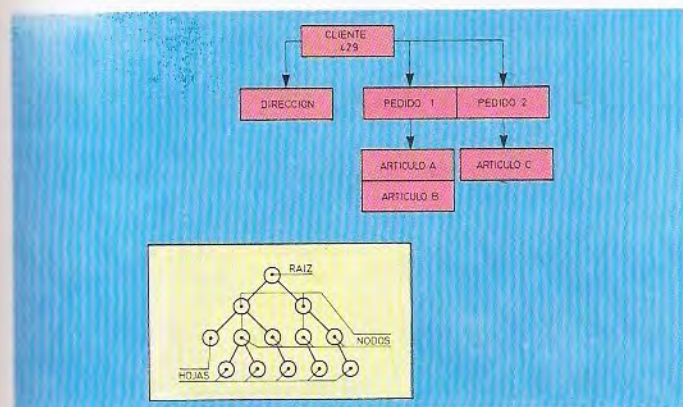 CLIENTE
429
DIRECCION
PEDIDO 1
PEDIDO 2
ARTICULO A
ARTICULO C
ARTICULO B
RAIZ
NODOS
HOJAS